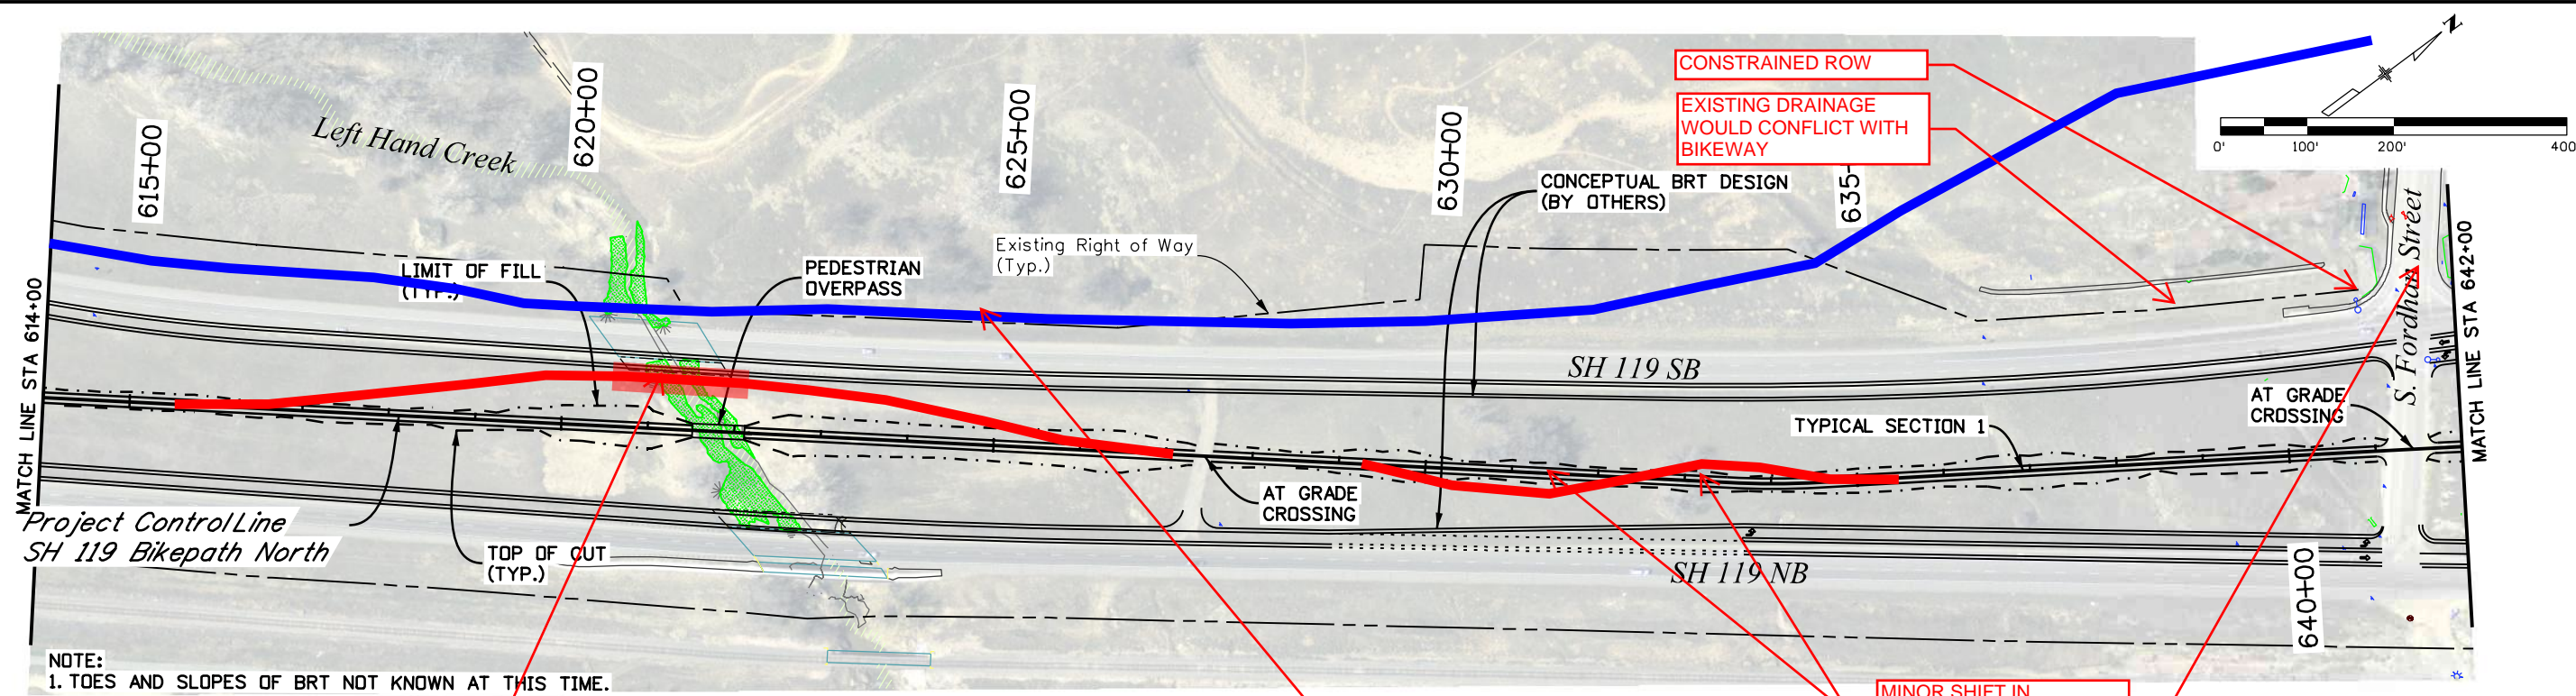 CONSTRAINED ROW
EXISTING DRAINAGE
WOULD CONFLICT WITH
BIKEWAY
N
0'
100'
200'
400
615+00
620+00
625+00
630+00
635+
640+00
Left Hand Creek
LIMIT OF FILL
(TYP.)
PEDESTRIAN
OVERPASS
Existing Right of Way
(Typ.)
CONCEPTUAL BRT DESIGN
(BY OTHERS)
SH 119 SB
S. Fordham Street
MATCH LINE STA 614+00
MATCH LINE STA 642+00
AT GRADE
CROSSING
TYPICAL SECTION 1
AT GRADE
CROSSING
Project Control Line
SH 119 Bikepath North
TOP OF CUT
(TYP.)
SH 119 NB
NOTE:
1. TOES AND SLOPES OF BRT NOT KNOWN AT THIS TIME.
MINOR SHIFT IN